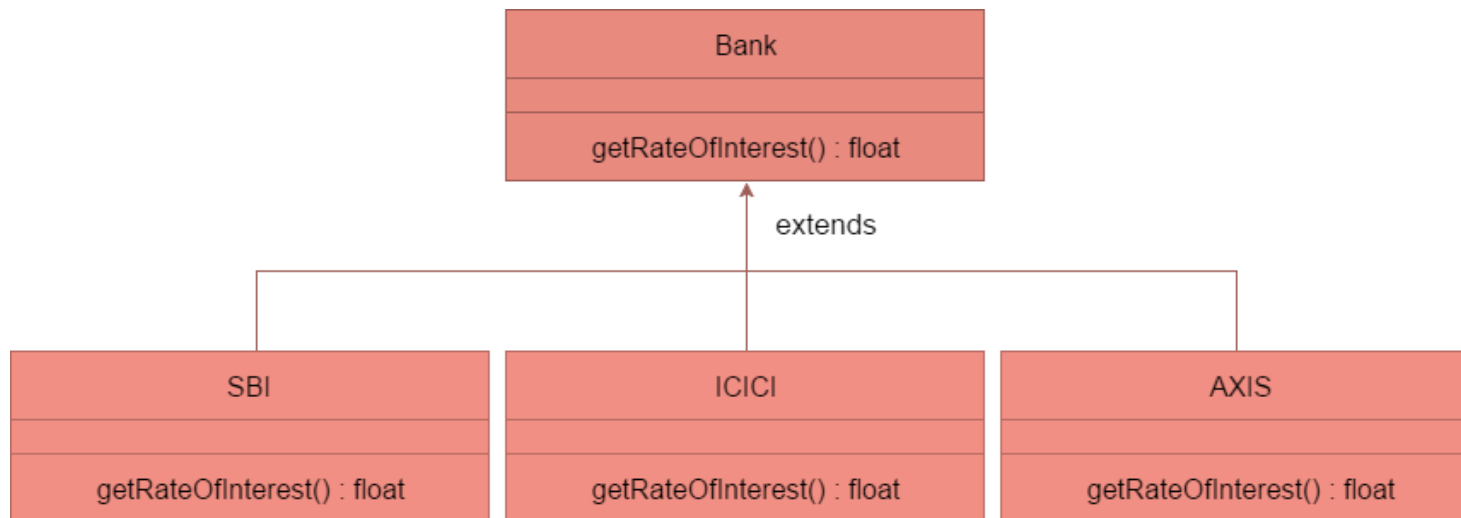 Bank
getRateOfInterest() : float
extends
SBI
ICICI
AXIS
getRateOfInterest() : float
getRateOfInterest() : float
getRateOfInterest() : float